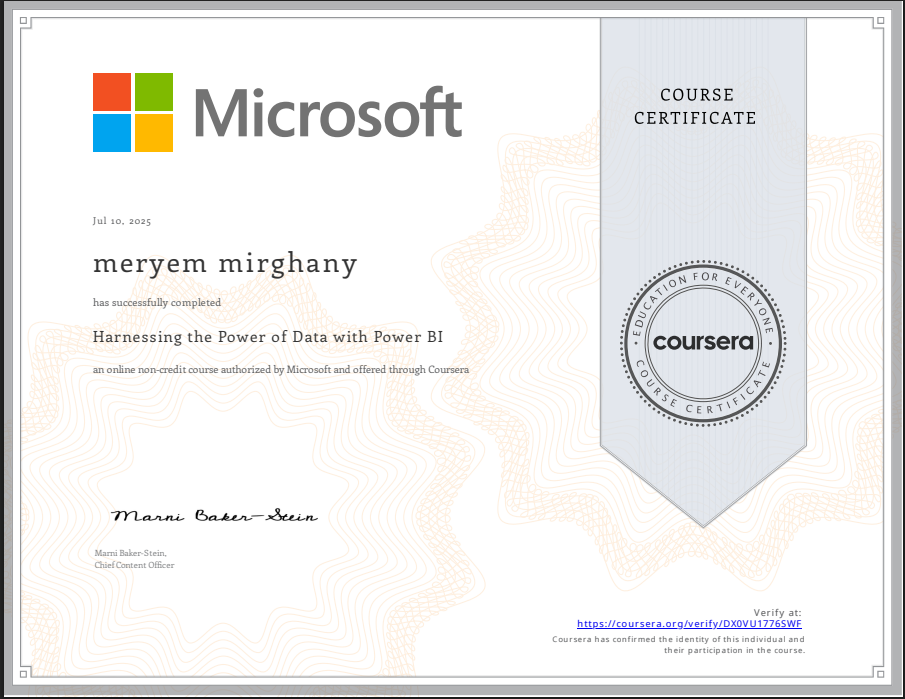 Microsoft
COURSE
CERTIFICATE
Jul 10, 2025
meryem mirghany
has successfully completed
Harnessing the Power of Data with Power BI
an online non-credit course authorized by Microsoft and offered through Coursera
EDUCATION FOR EVERYONE
coursera
COURSE CERTIFICATE
Marni Baker-Stein
Marni Baker-Stein,
Chief Content Officer
Verify at:
https://coursera.org/verify/DX0VU1776SWF
Coursera has confirmed the identity of this individual and
their participation in the course.